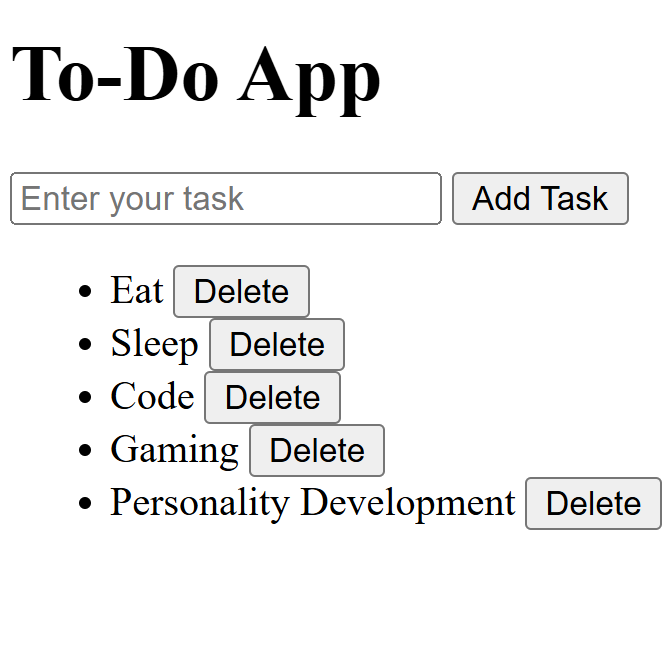 To-Do App
Enter your task Add Task
Eat Delete
Sleep Delete
Code Delete
Gaming Delete
Personality Development Delete